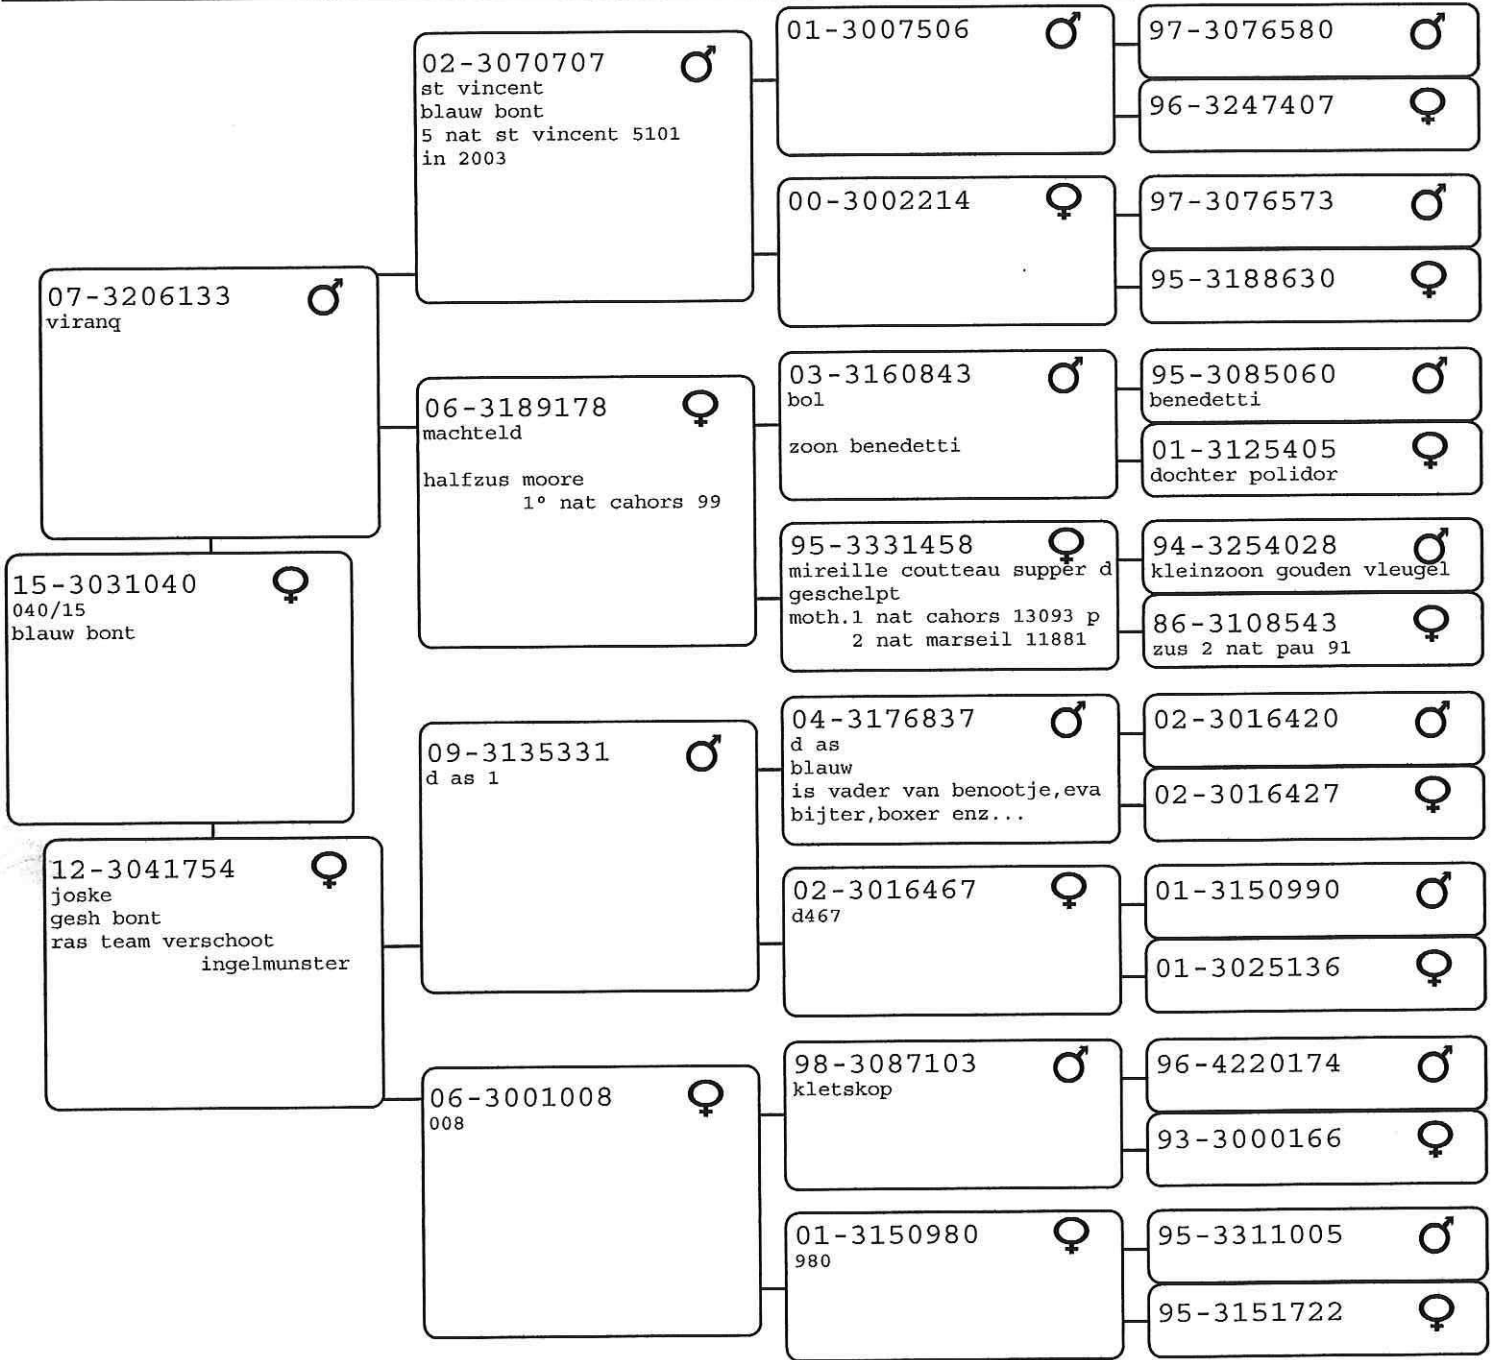 07-3206133
viranq
15-3031040
040/15
blauw bont
12-3041754
joske
gesh bont
ras team verschoot
ingelmunster
02-3070707
st vincent
blauw bont
5 nat st vincent 5101
in 2003
06-3189178
machteld
halfzus moore
1° nat cahors 99
09-3135331
d as 1
06-3001008
008
01-3007506
00-3002214
03-3160843
bol
zoon benedetti
95-3331458
mireille coutteau supper d
geschelpt
moth.1 nat cahors 13093 p
2 nat marseil 11881
04-3176837
d as
blauw
is vader van benootje,eva
bijter,boxer enz...
02-3016467
d467
98-3087103
kletskop
01-3150980
980
97-3076580
96-3247407
97-3076573
95-3188630
95-3085060
benedetti
01-3125405
dochter polidor
94-3254028
kleinzoon gouden vleugel
86-3108543
zus 2 nat pau 91
02-3016420
02-3016427
01-3150990
01-3025136
96-4220174
93-3000166
95-3311005
95-3151722